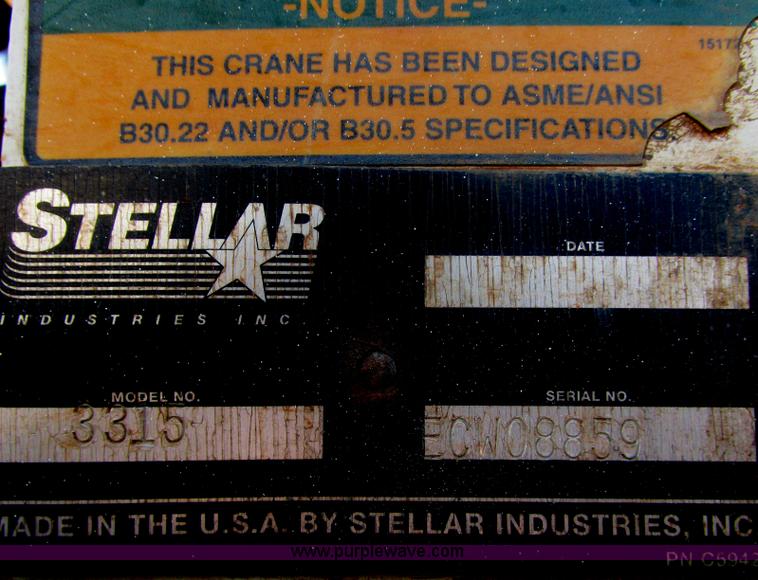 -NOTICE-
THIS CRANE HAS BEEN DESIGNED
AND MANUFACTURED TO ASME/ANSI
B30.22 AND/OR B30.5 SPECIFICATIONS
STELLAR
INDUSTRIES INC
DATE
MODEL NO.
3315
SERIAL NO.
ECW08859
MADE IN THE U.S.A. BY STELLAR INDUSTRIES, INC
www.purplewave.com
PN